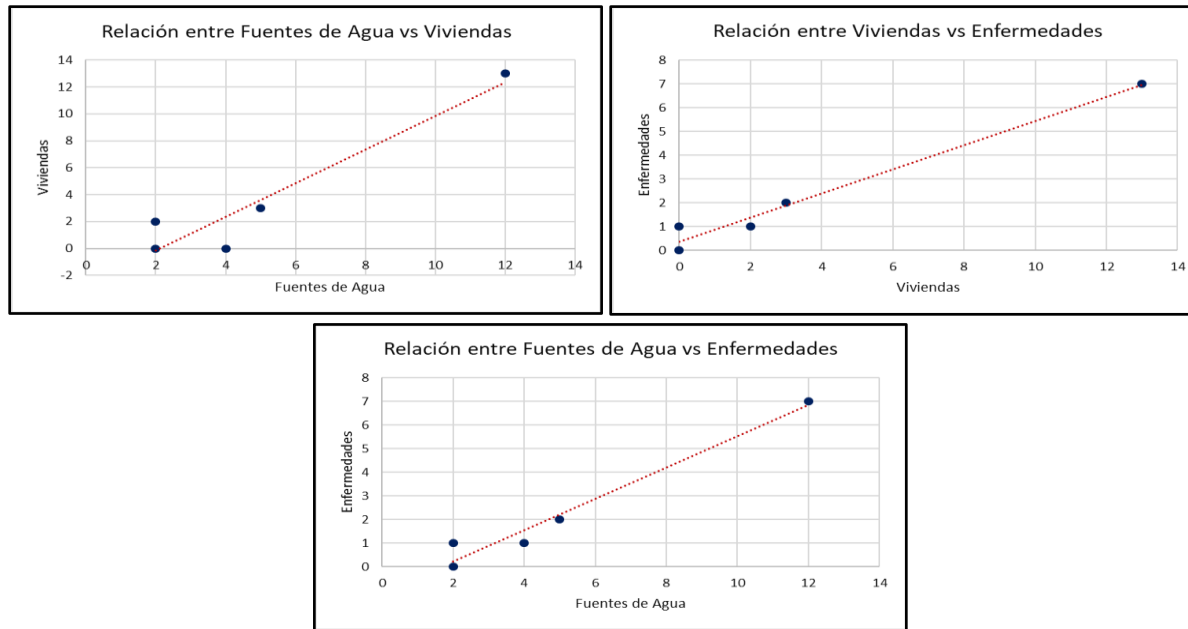 Relación entre Fuentes de Agua vs Viviendas
14
12
10
8
6
4
2
0
-2
0 2 4 6 8 10 12 14
Viviendas
Fuentes de Agua
Relación entre Viviendas vs Enfermedades
8
7
6
5
4
3
2
1
0
0 2 4 6 8 10 12 14
Enfermedades
Viviendas
Relación entre Fuentes de Agua vs Enfermedades
8
7
6
5
4
3
2
1
0
0 2 4 6 8 10 12 14
Enfermedades
Fuentes de Agua